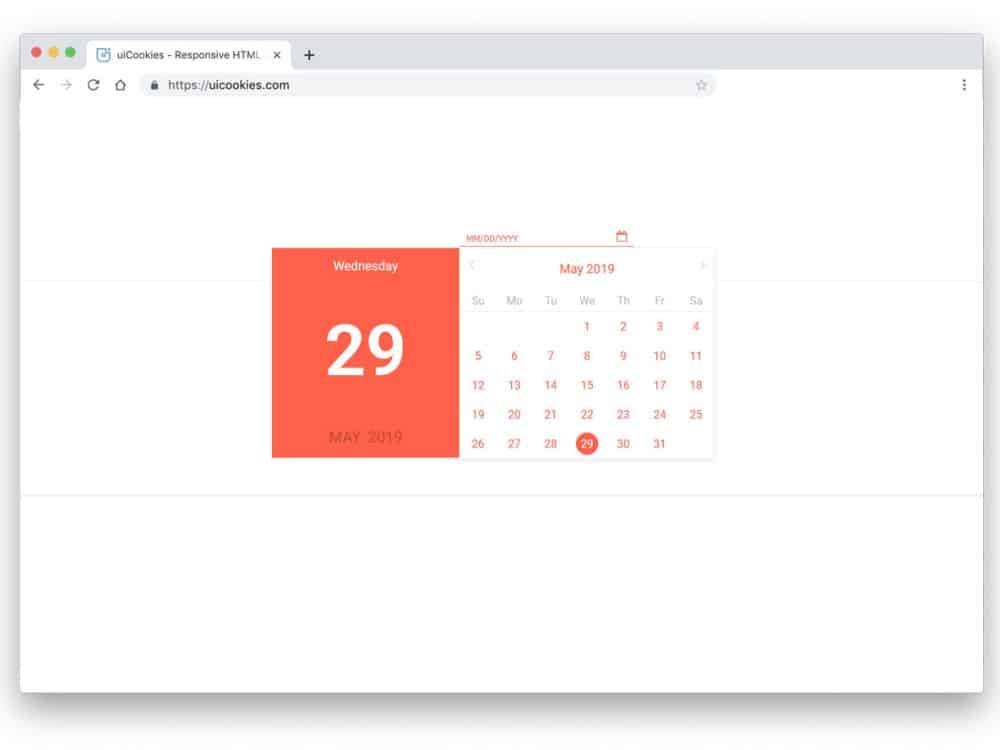 uiCookies - Responsive HTML
https://uicookies.com
MM/DD/YYYY
Wednesday
29
MAY 2019
May 2019
Su Mo Tu We Th Fr Sa
1 2 3 4
5 6 7 8 9 10 11
12 13 14 15 16 17 18
19 20 21 22 23 24 25
26 27 28 29 30 31